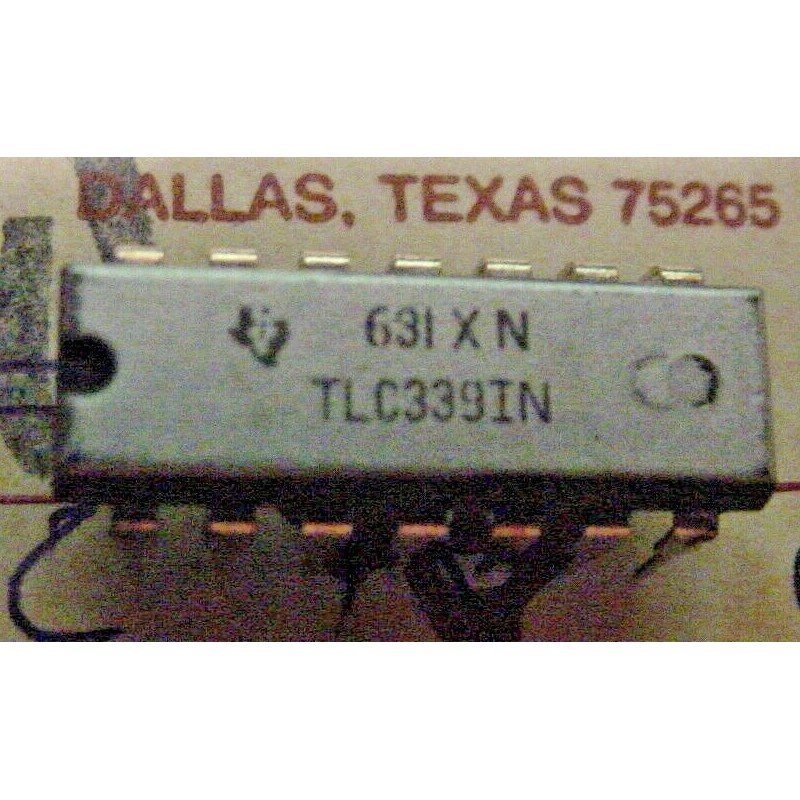 DALLAS, TEXAS 75265
631 X N
TLC339IN